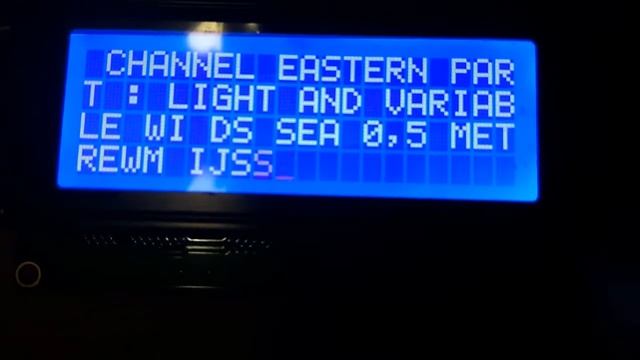 CHANNEL EASTERN PAR
T : LIGHT AND VARIAB
LE WI DS SEA 0,5 MET
REWM IJSS_